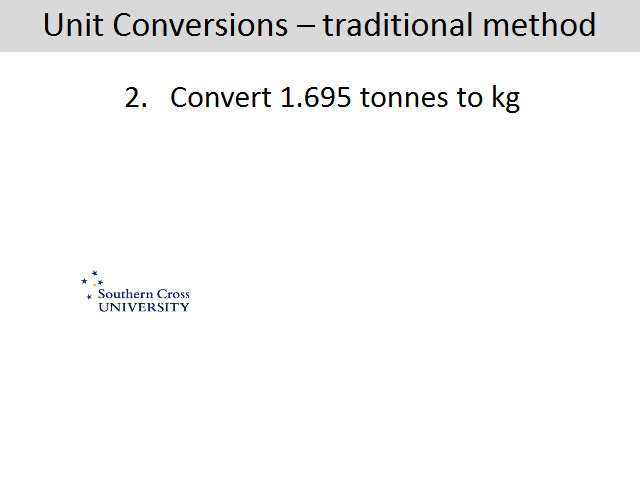 Unit Conversions – traditional method
2. Convert 1.695 tonnes to kg
Southern Cross
UNIVERSITY